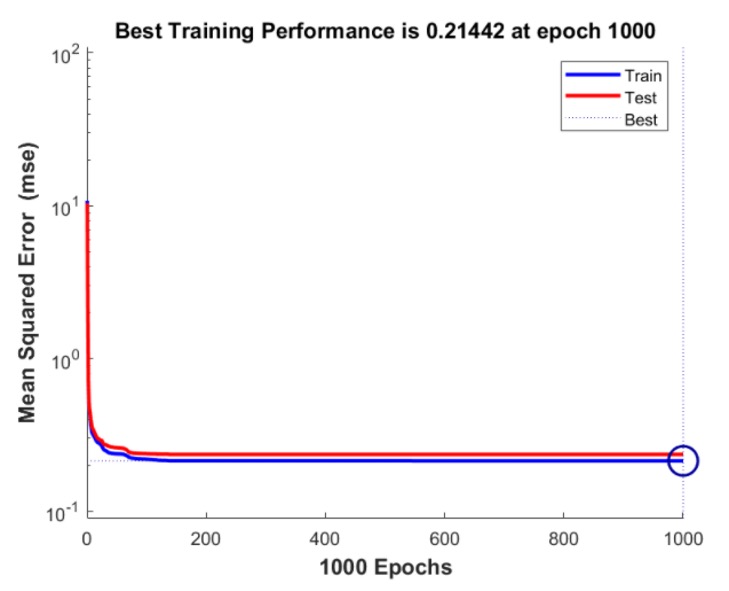 Best Training Performance is 0.21442 at epoch 1000
10^2
Train
Test
Best
10^1
10^0
10^-1
Mean Squared Error (mse)
0 200 400 600 800 1000
1000 Epochs